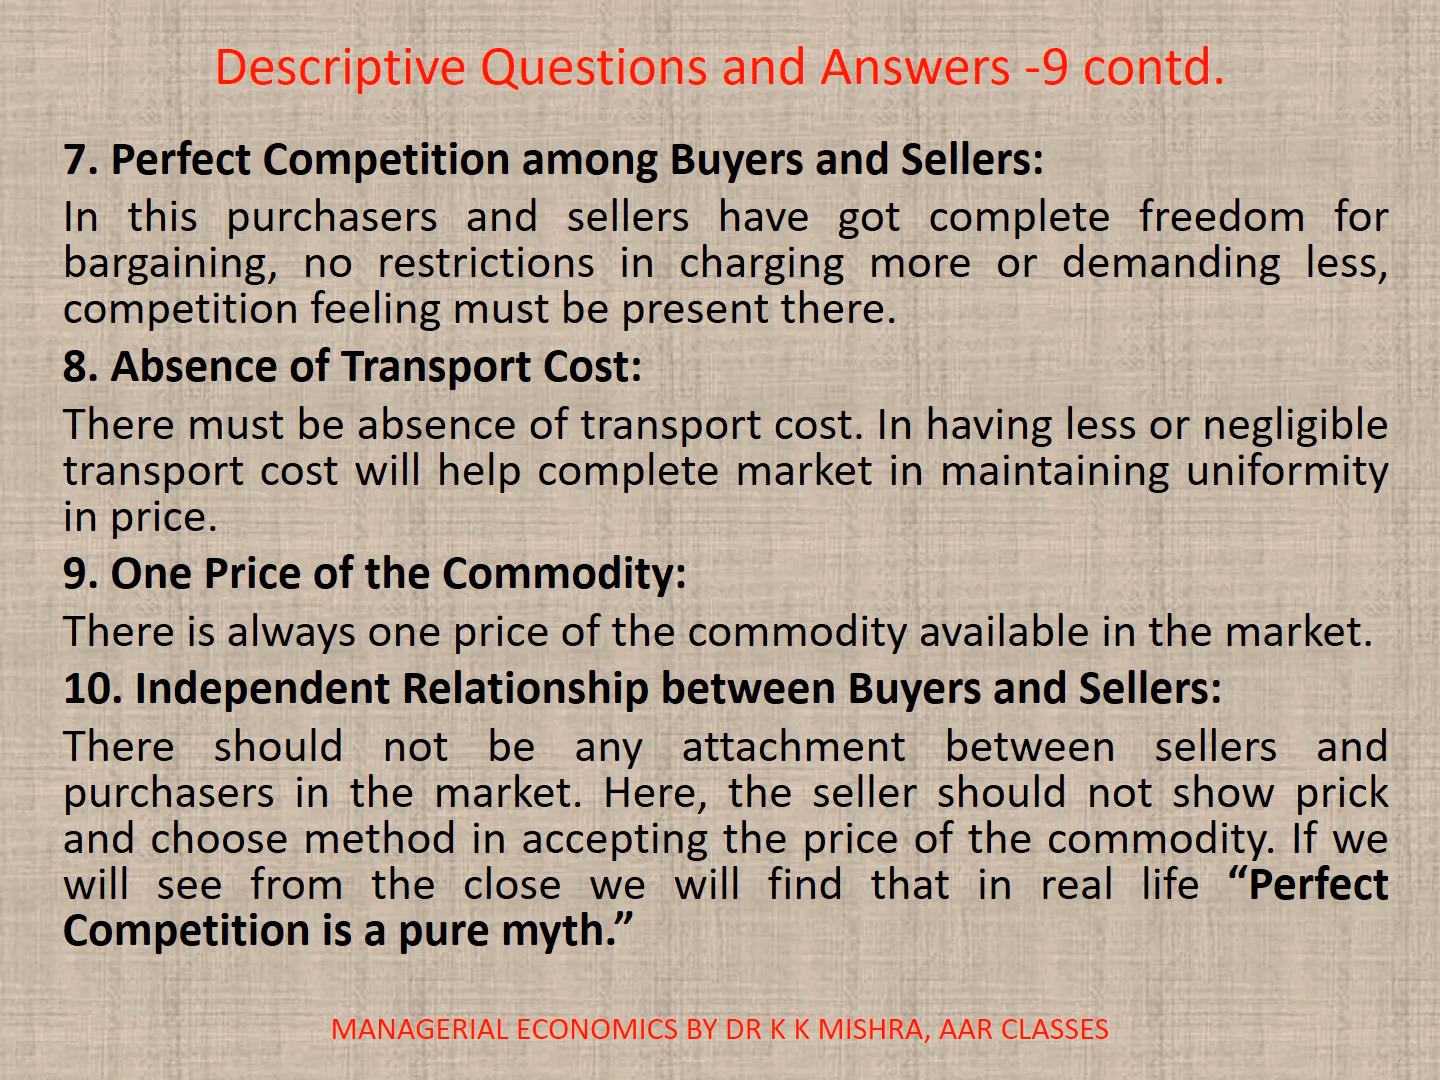 Descriptive Questions and Answers -9 contd.
7. Perfect Competition among Buyers and Sellers:
In this purchasers and sellers have got complete freedom for
bargaining, no restrictions in charging more or demanding less,
competition feeling must be present there.
8. Absence of Transport Cost:
There must be absence of transport cost. In having less or negligible
transport cost will help complete market in maintaining uniformity
in price.
9. One Price of the Commodity:
There is always one price of the commodity available in the market.
10. Independent Relationship between Buyers and Sellers:
There should not be any attachment between sellers and
purchasers in the market. Here, the seller should not show prick
and choose method in accepting the price of the commodity. If we
will see from the close we will find that in real life “Perfect
Competition is a pure myth.”
MANAGERIAL ECONOMICS BY DR K K MISHRA, AAR CLASSES